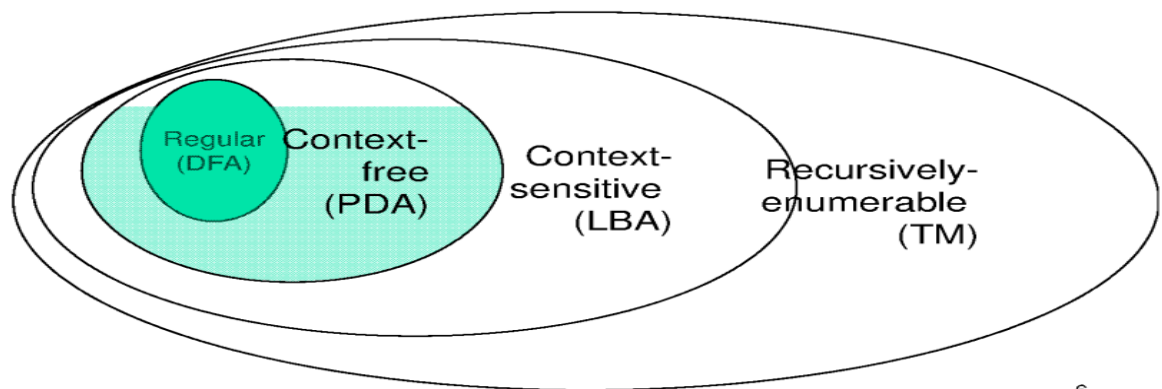 Regular
(DFA)
Context-
free
(PDA)
Context-
sensitive
(LBA)
Recursively-
enumerable
(TM)